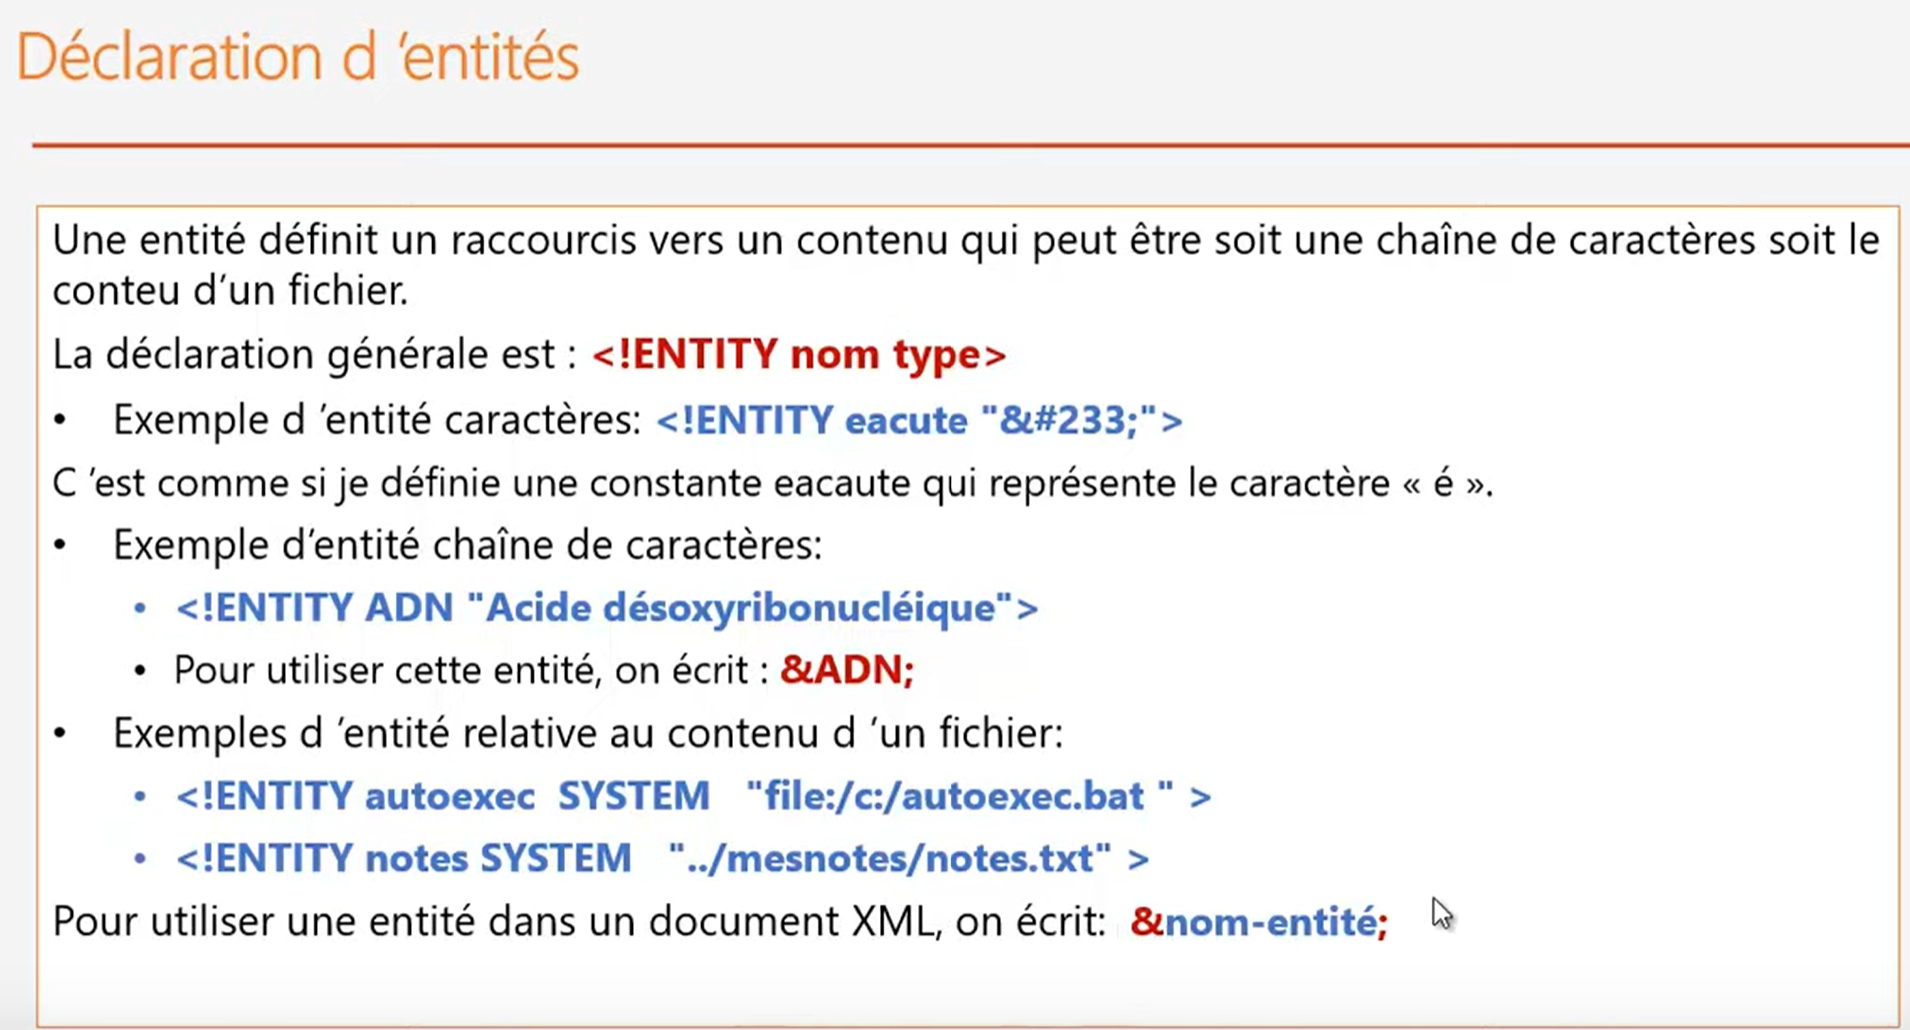 Déclaration d ’entités
Une entité définit un raccourcis vers un contenu qui peut être soit une chaîne de caractères soit le
conteu d’un fichier.
La déclaration générale est : <!ENTITY nom type>
• Exemple d ’entité caractères: <!ENTITY eacute "&#233;">
C ’est comme si je définie une constante eacaute qui représente le caractère « é ».
• Exemple d’entité chaîne de caractères:
• <!ENTITY ADN "Acide désoxyribonucléique">
• Pour utiliser cette entité, on écrit : &ADN;
• Exemples d ’entité relative au contenu d ’un fichier:
• <!ENTITY autoexec SYSTEM "file:/c:/autoexec.bat " >
• <!ENTITY notes SYSTEM "../mesnotes/notes.txt" >
Pour utiliser une entité dans un document XML, on écrit: &nom-entité;